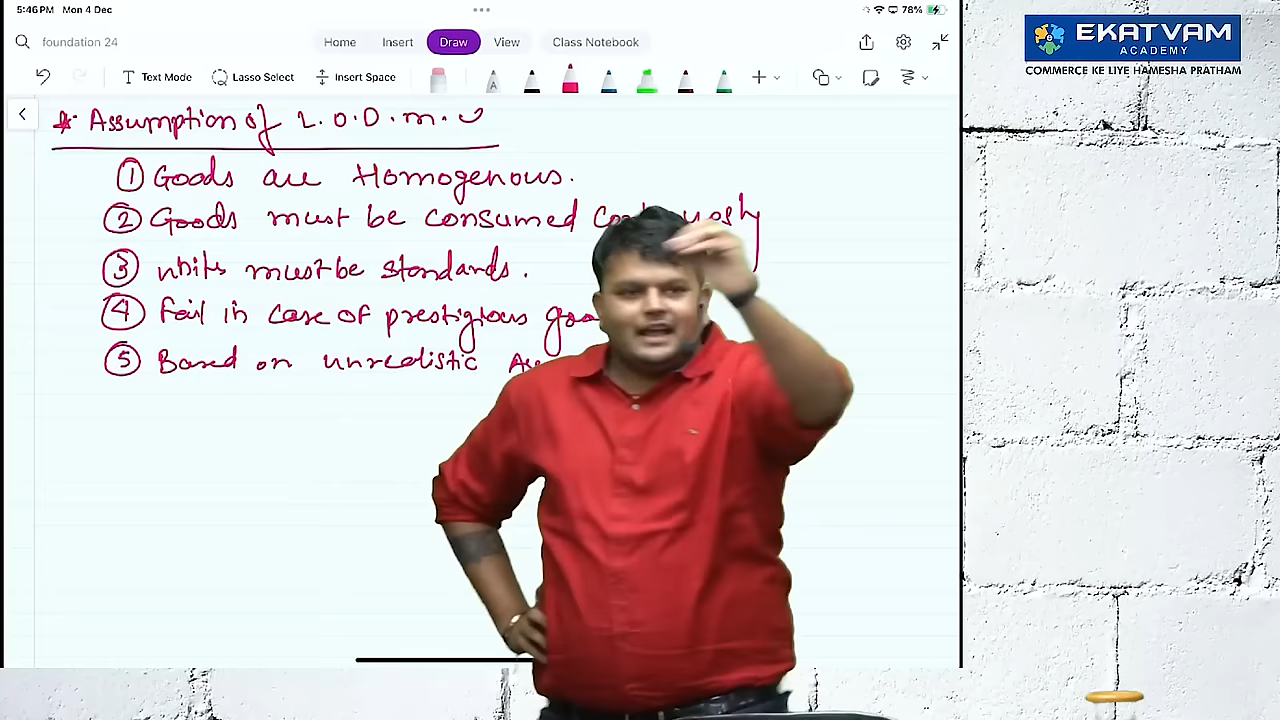 5:46 PM Mon 4 Dec
78%
foundation 24
Home Insert Draw View Class Notebook
Text Mode Lasso Select Insert Space
Assumption of L.O.D.m.U
① Goods are Homogenous.
② Goods must be consumed
③ units must be standards.
④ Fail in case of prestigious
⑤ Based on unrealistic
EKATVAM
ACADEMY
COMMERCE KE LIYE HAMESHA PRATHAM